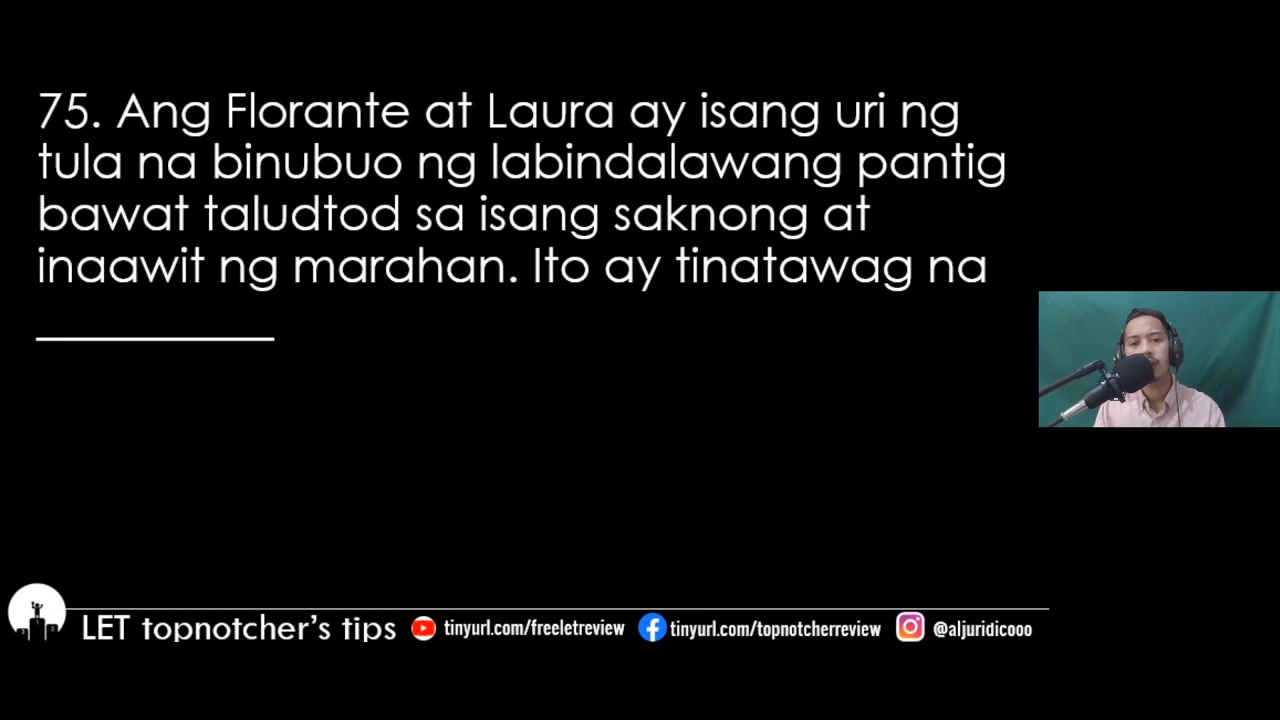 75. Ang Florante at Laura ay isang uri ng
tula na binubuo ng labindalawang pantig
bawat taludtod sa isang saknong at
inaawit ng marahan. Ito ay tinatawag na
____________
LET topnotcher's tips tinyurl.com/freeletreview tinyurl.com/topnotcherreview @aljuridicooo